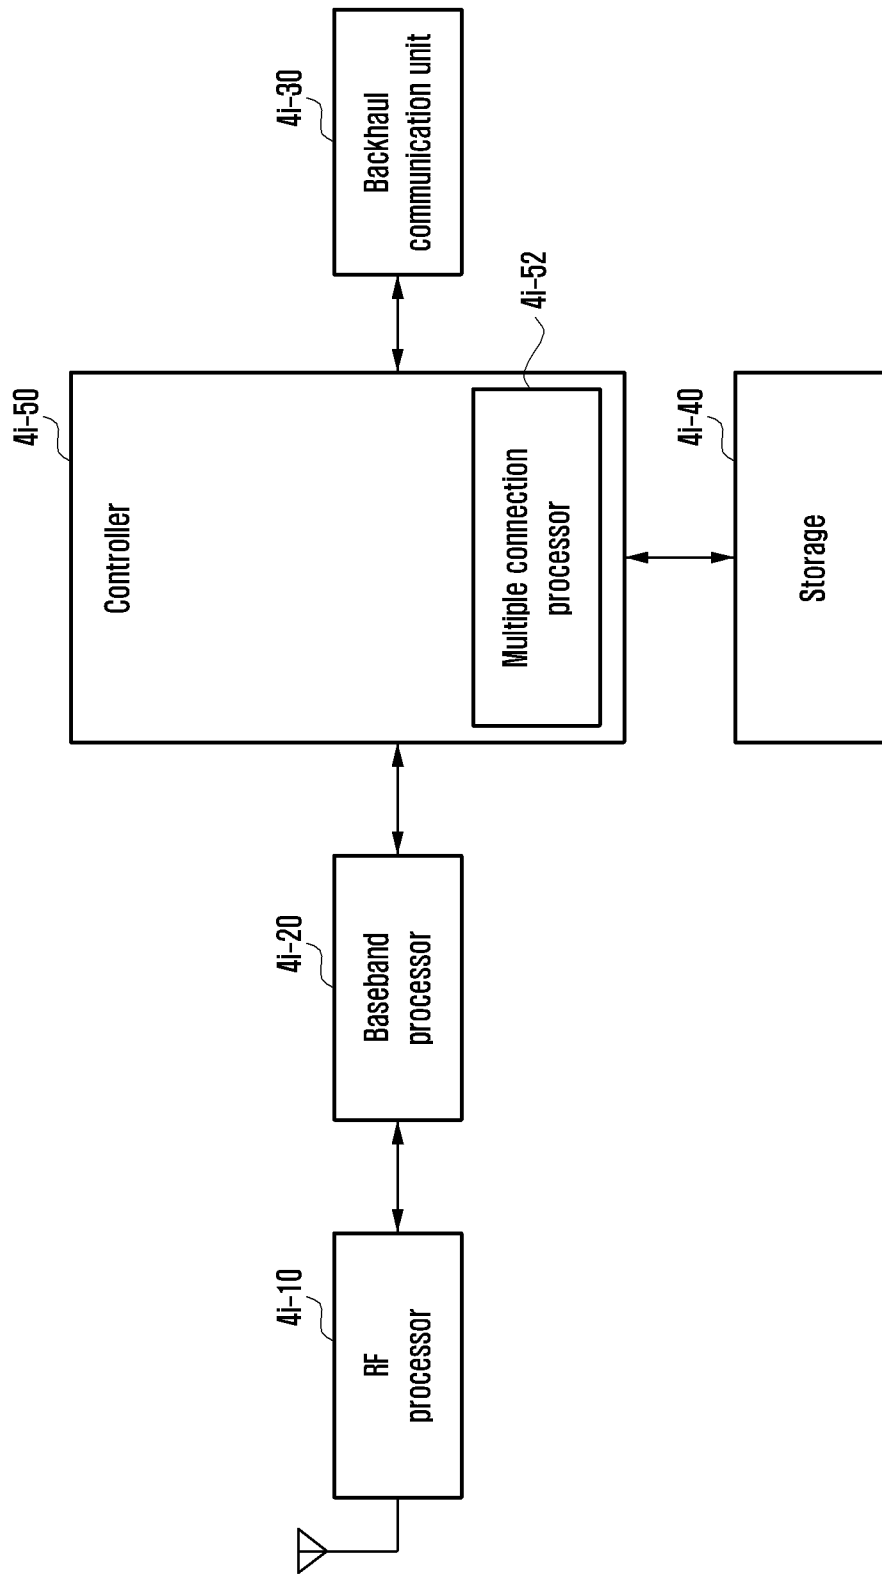 4i-10
RF
processor
4i-20
Baseband
processor
4i-50
Controller
4i-52
Multiple connection
processor
4i-30
Backhaul
communication unit
4i-40
Storage